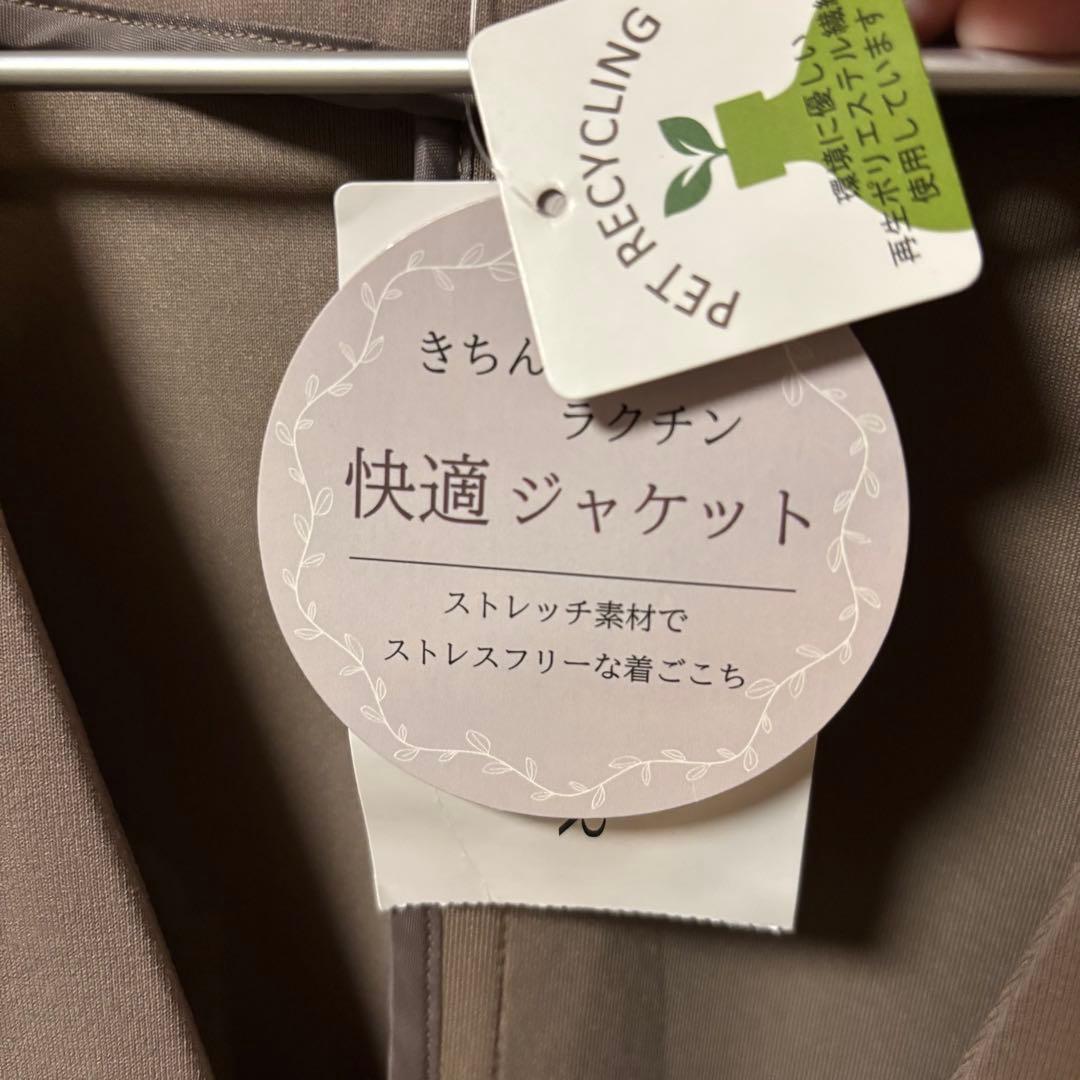 PET RECYCLING
環境に優しい
再生ポリエステル繊維
使用しています
きちん
ラクチン
快適 ジャケット
ストレッチ素材で
ストレスフリーな着ごこち